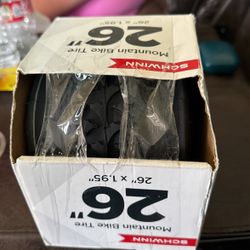 SCHWINN
26"
Mountain Bike Tire
26" x 1.95"
26" x 1.95"
26"
Mountain Bike Tire
SCHWINN